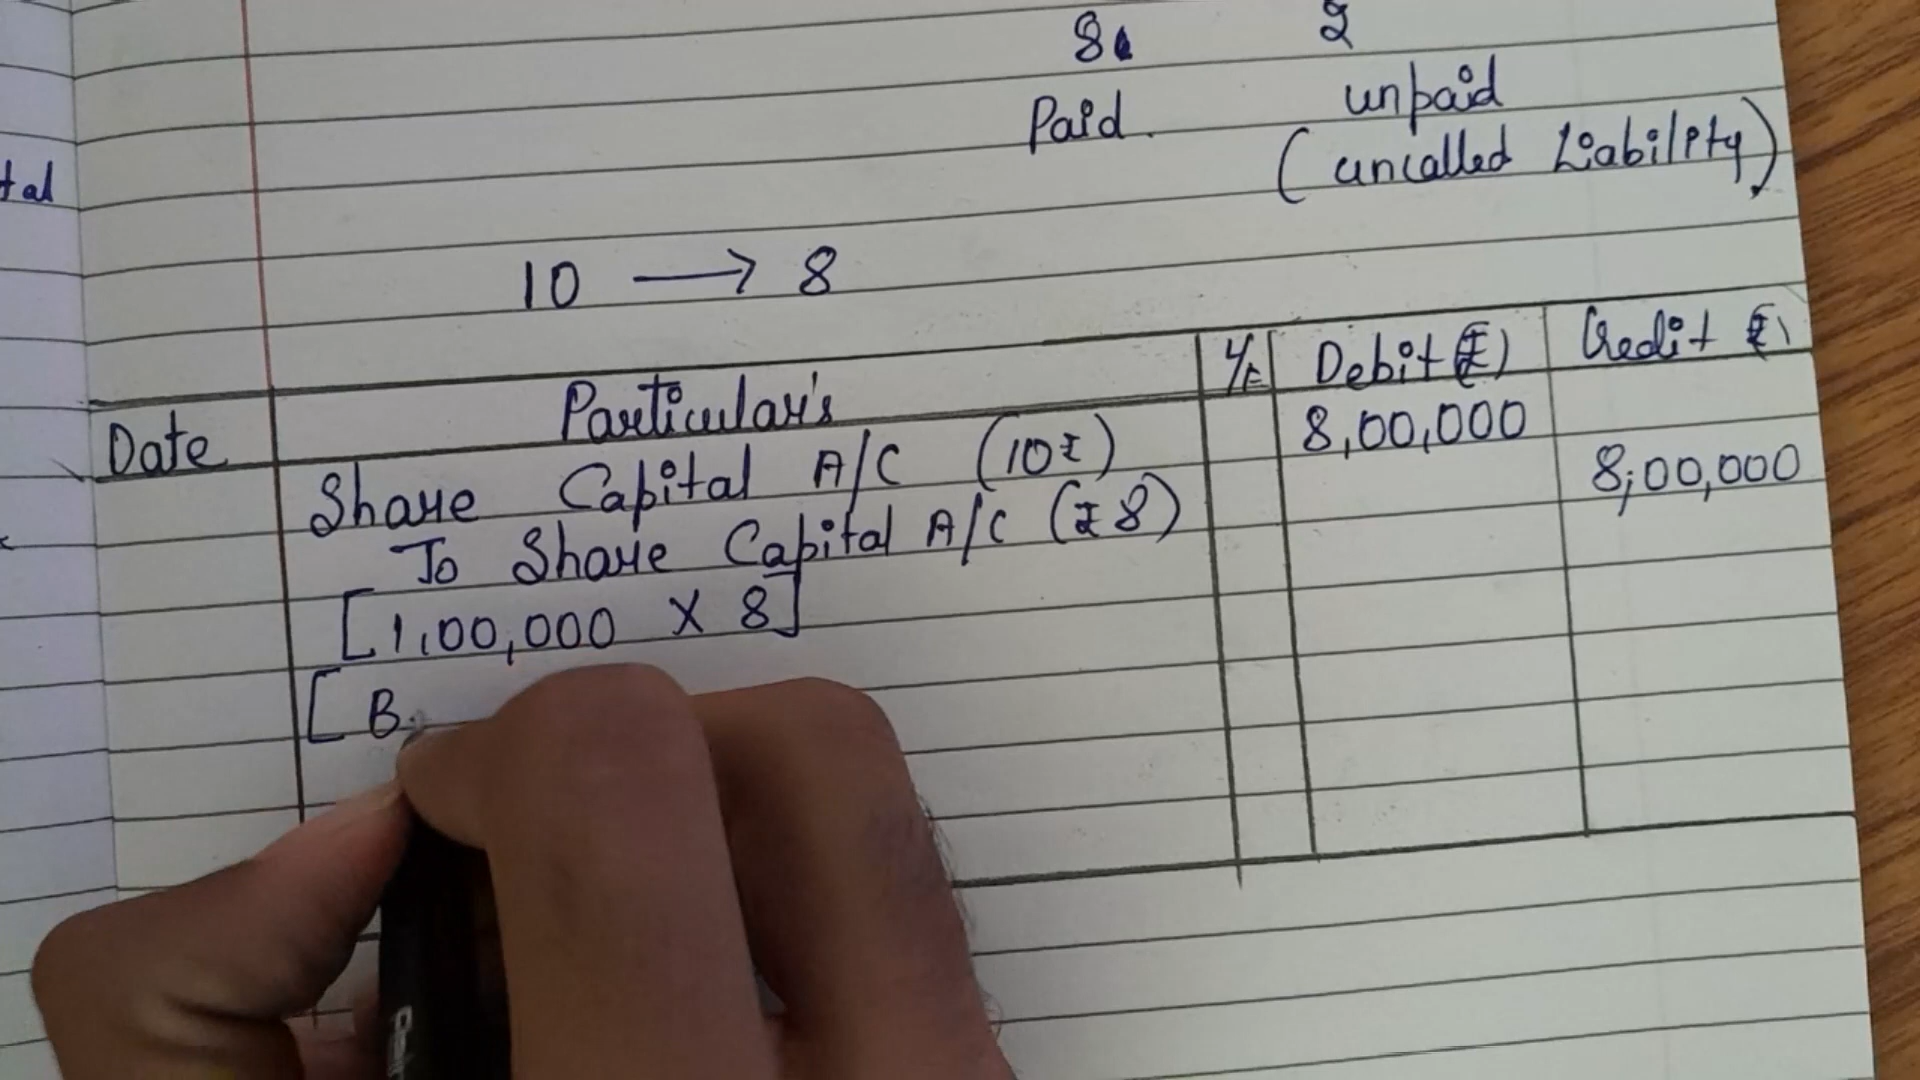 8 2
Paid. unpaid
(uncalled Liability)
tal
10 → 8
Date Particular's L/F Debit (₹) Credit (₹)
Share Capital A/C (10₹) 8,00,000
To Share Capital A/C (₹8) 8,00,000
[1,00,000 X 8]
[ B.